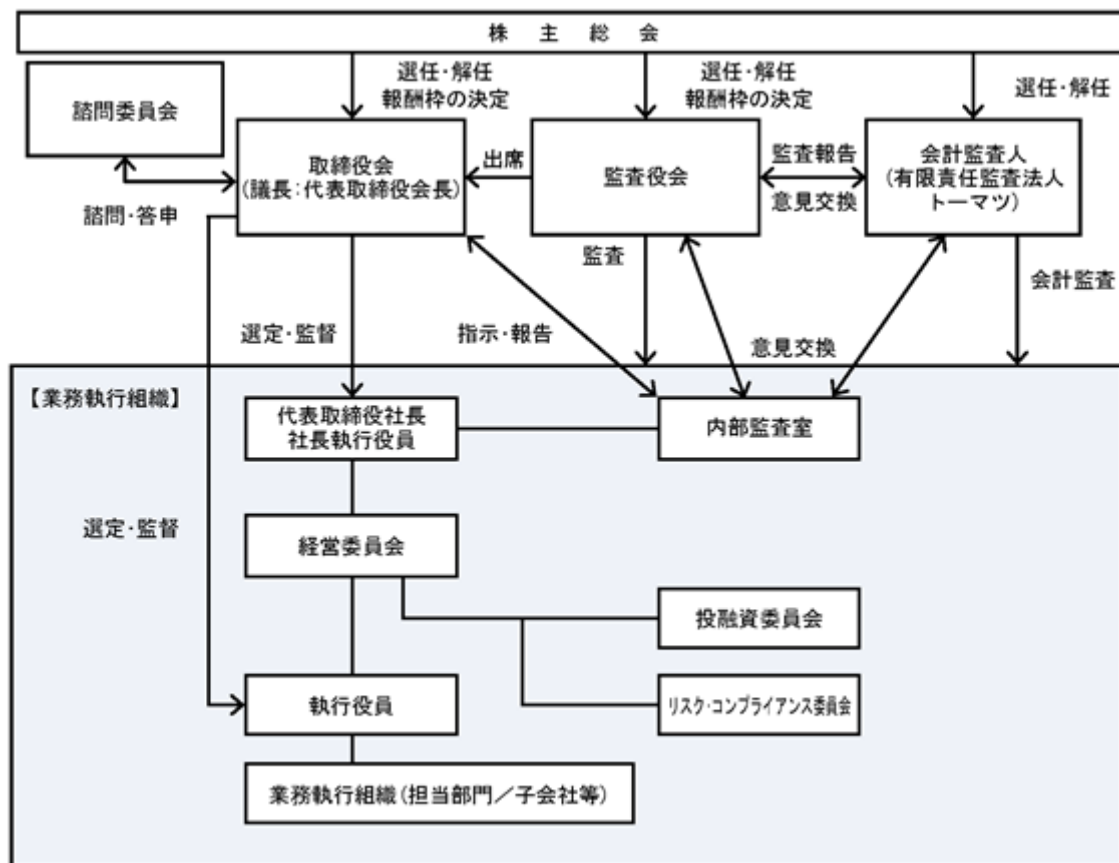 株主総会
選任・解任
報酬枠の決定
選任・解任
報酬枠の決定
選任・解任
諮問委員会
取締役会
(議長:代表取締役会長)
出席
監査役会
監査報告
意見交換
会計監査人
(有限責任監査法人
トーマツ)
諮問・答申
監査
会計監査
選定・監督
指示・報告
意見交換
【業務執行組織】
代表取締役社長
社長執行役員
内部監査室
選定・監督
経営委員会
投融資委員会
執行役員
リスク・コンプライアンス委員会
業務執行組織(担当部門/子会社等)